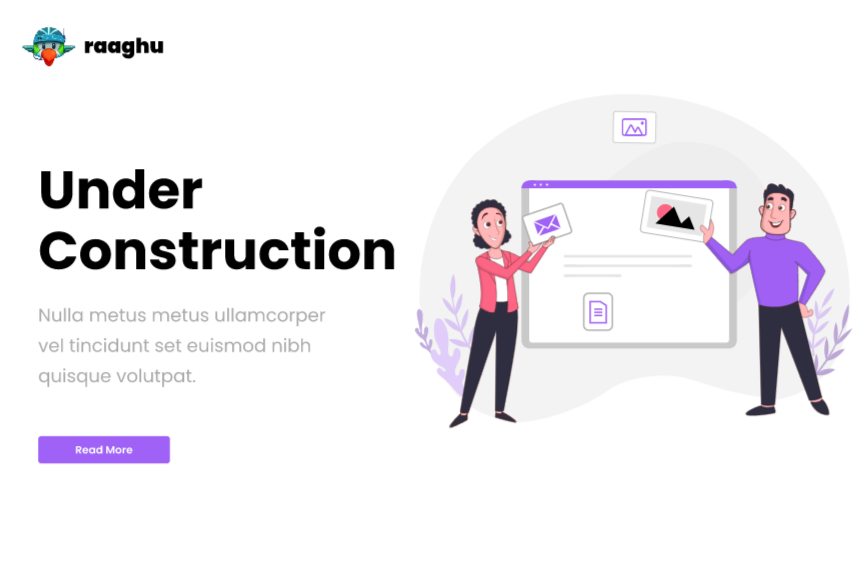 raaghu
Under
Construction
Nulla metus metus ullamcorper
vel tincidunt set euismod nibh
quisque volutpat.
Read More